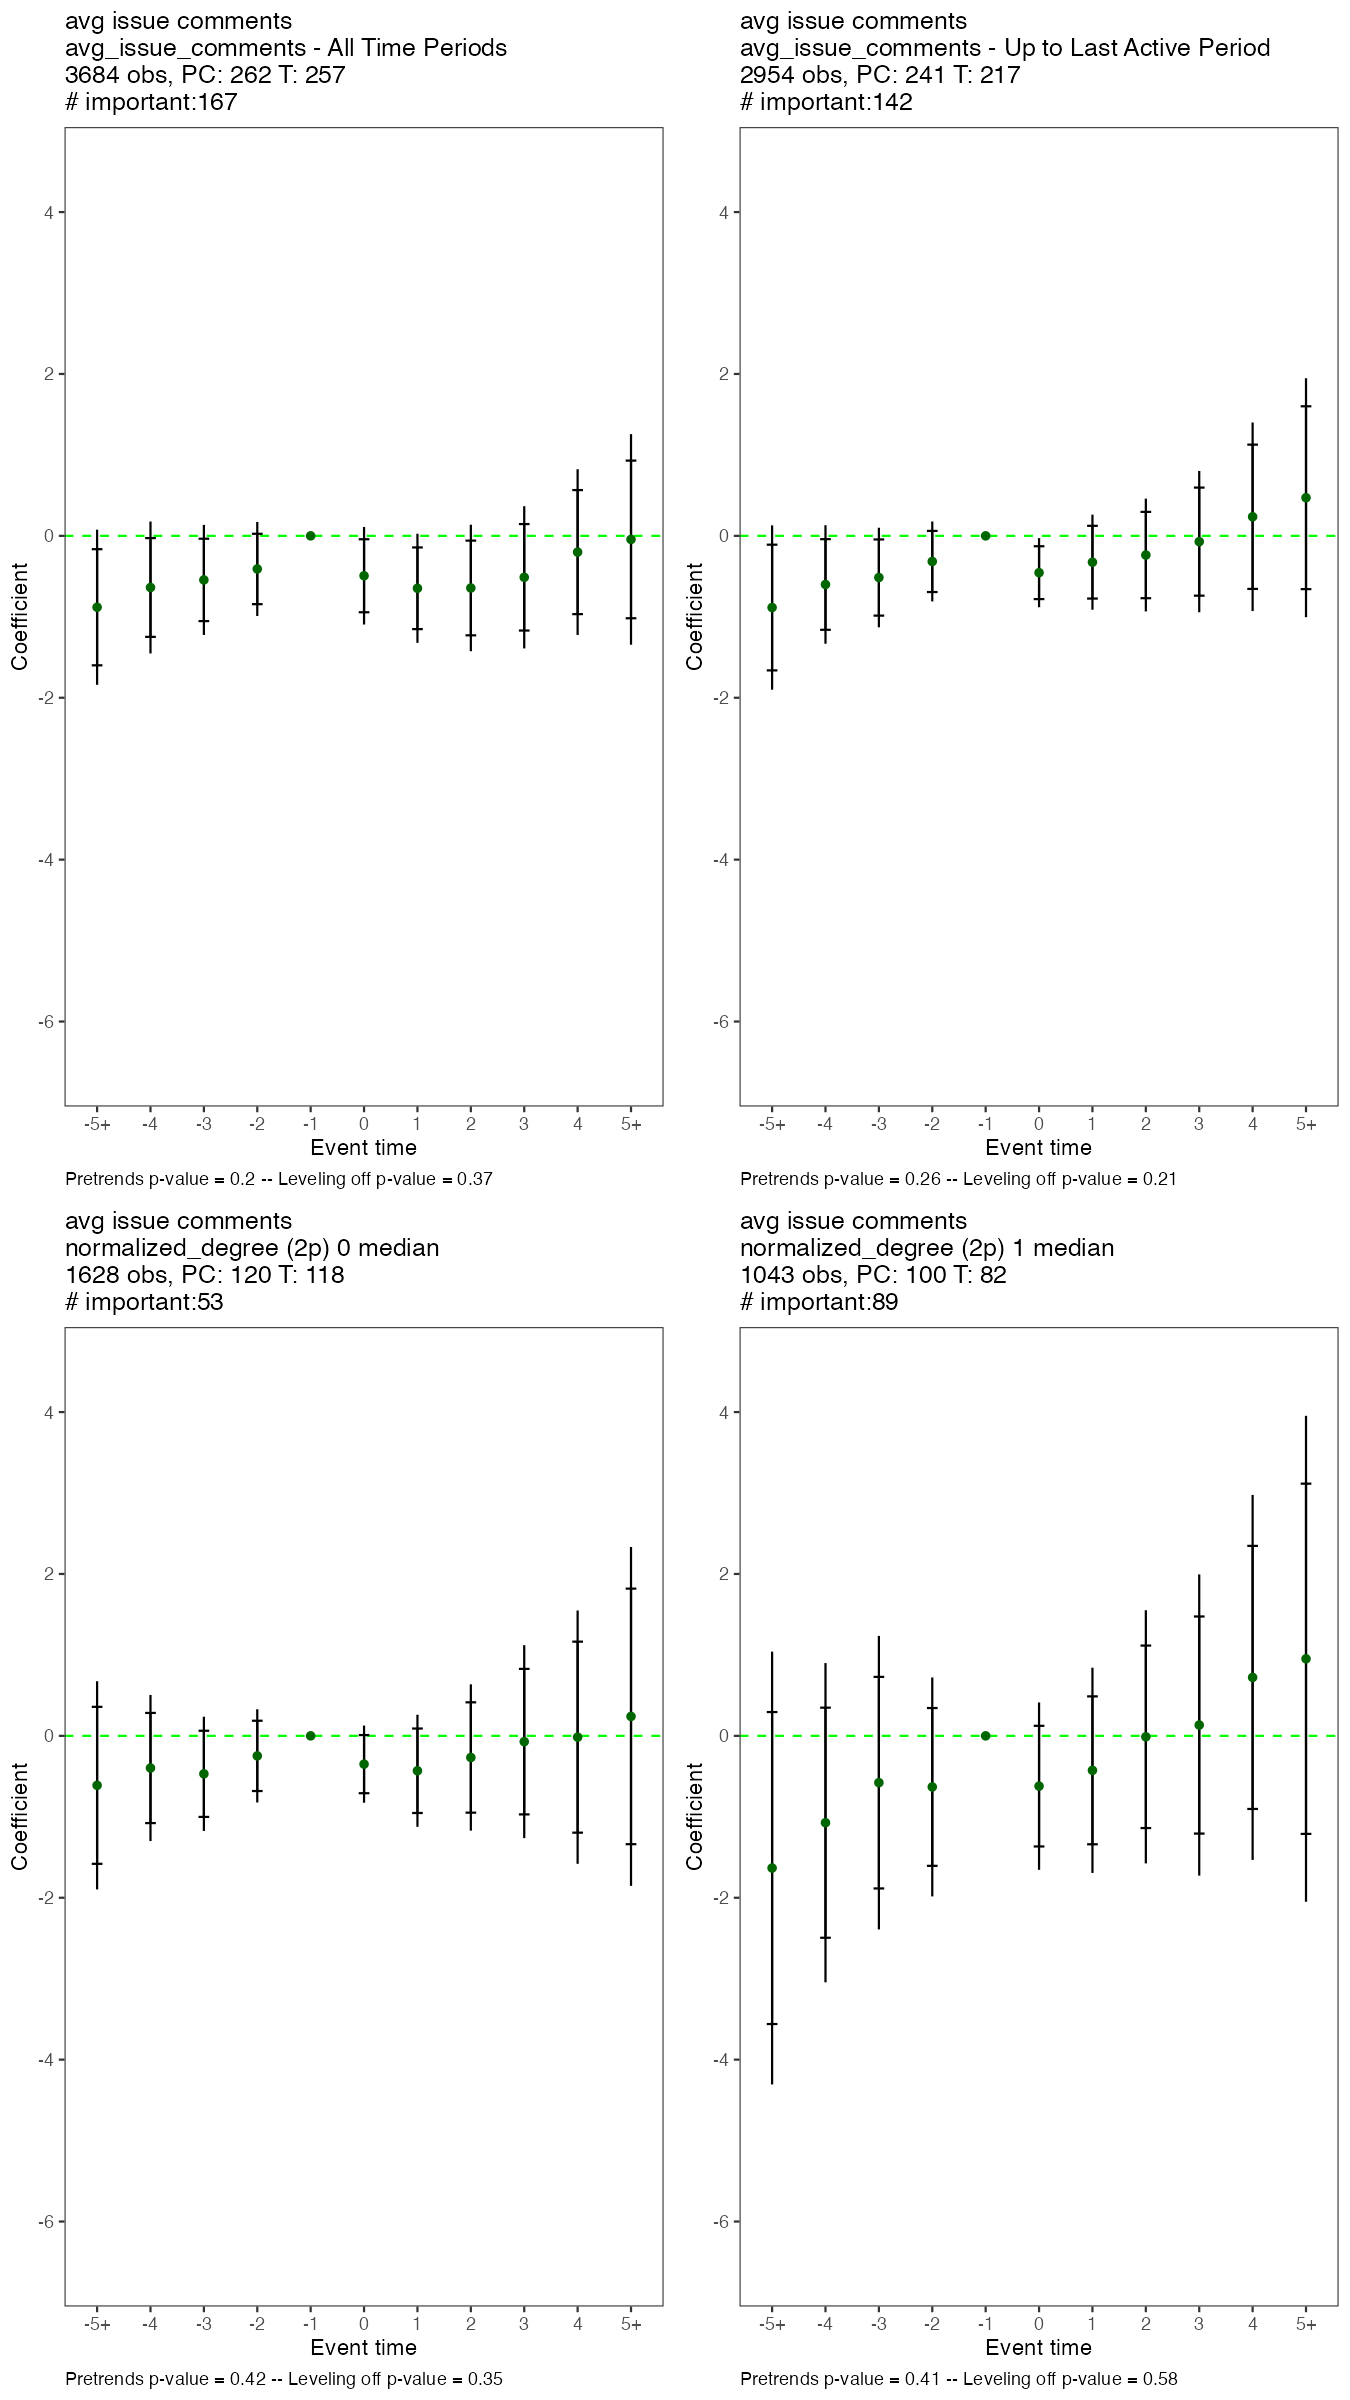 avg issue comments
avg_issue_comments - All Time Periods
3684 obs, PC: 262 T: 257
# important:167
4
2
0
-2
-4
-6
Coefficient
-5+ -4 -3 -2 -1 0 1 2 3 4 5+
Event time
Pretrends p-value = 0.2 -- Leveling off p-value = 0.37
avg issue comments
avg_issue_comments - Up to Last Active Period
2954 obs, PC: 241 T: 217
# important:142
4
2
0
-2
-4
-6
Coefficient
-5+ -4 -3 -2 -1 0 1 2 3 4 5+
Event time
Pretrends p-value = 0.26 -- Leveling off p-value = 0.21
avg issue comments
normalized_degree (2p) 0 median
1628 obs, PC: 120 T: 118
# important:53
4
2
0
-2
-4
-6
Coefficient
-5+ -4 -3 -2 -1 0 1 2 3 4 5+
Event time
Pretrends p-value = 0.42 -- Leveling off p-value = 0.35
avg issue comments
normalized_degree (2p) 1 median
1043 obs, PC: 100 T: 82
# important:89
4
2
0
-2
-4
-6
Coefficient
-5+ -4 -3 -2 -1 0 1 2 3 4 5+
Event time
Pretrends p-value = 0.41 -- Leveling off p-value = 0.58